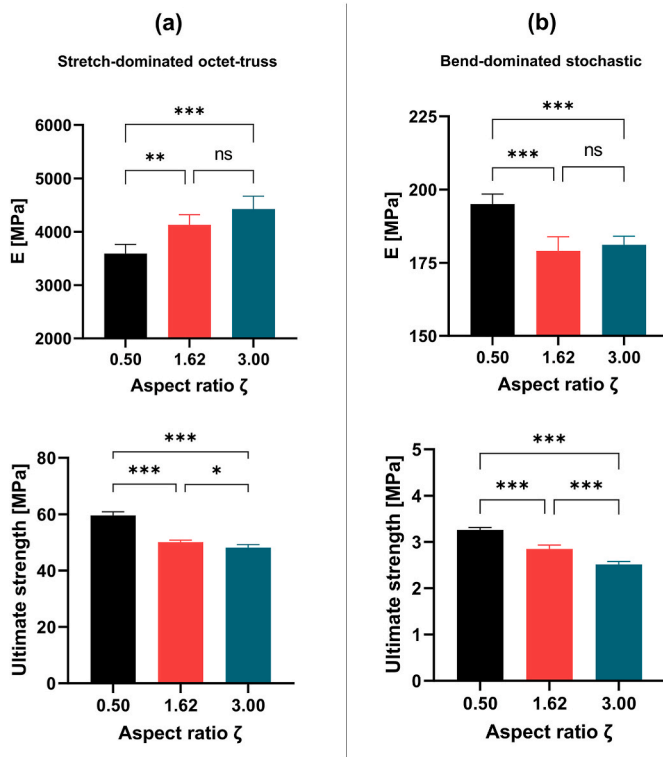 (a)
Stretch-dominated octet-truss
E [MPa]
6000
5000
4000
3000
2000
***
**
ns
0.50 1.62 3.00
Aspect ratio ζ
Ultimate strength [MPa]
80
60
40
20
0
***
***
*
0.50 1.62 3.00
Aspect ratio ζ
(b)
Bend-dominated stochastic
E [MPa]
225
200
175
150
***
***
ns
0.50 1.62 3.00
Aspect ratio ζ
Ultimate strength [MPa]
5
4
3
2
1
0
***
***
***
0.50 1.62 3.00
Aspect ratio ζ